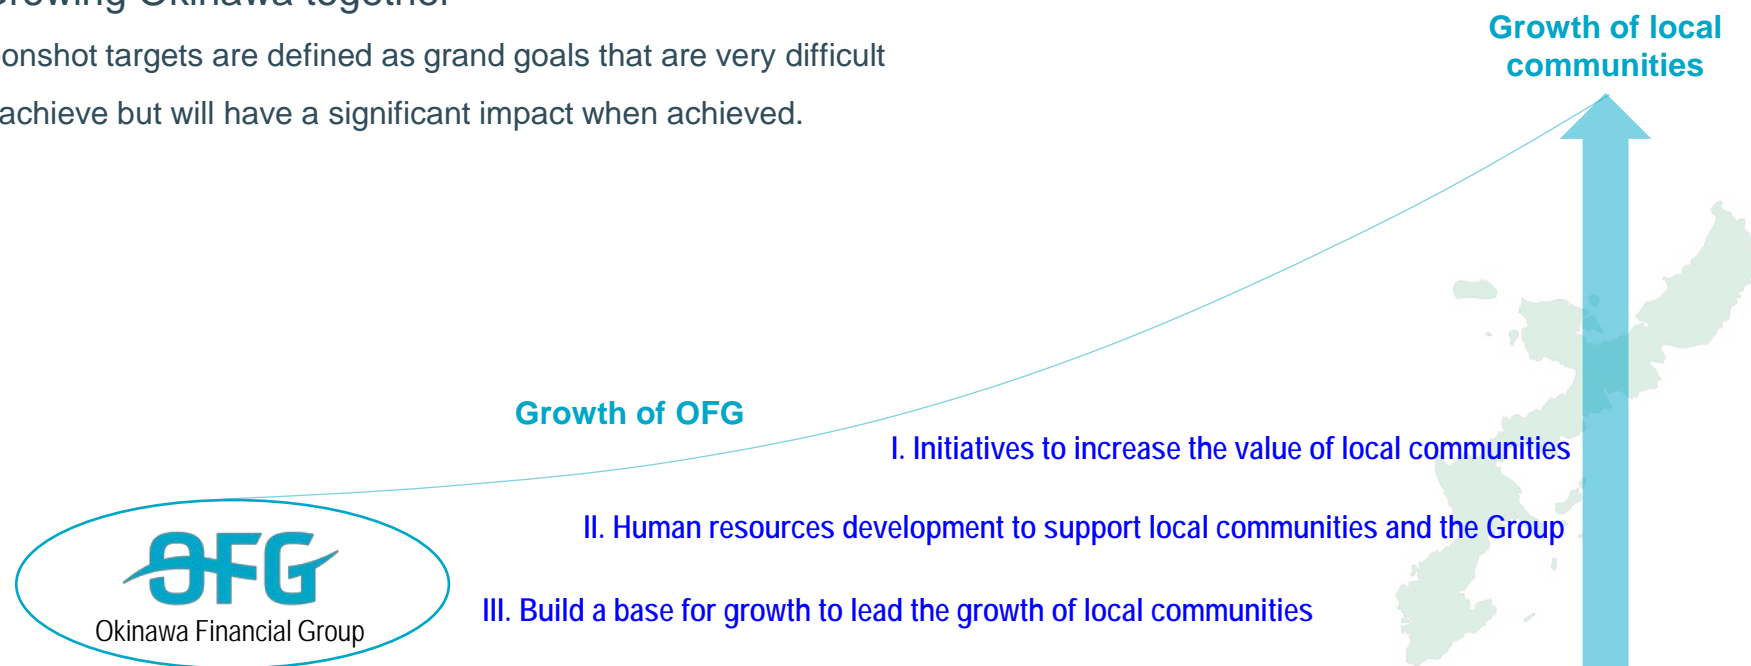 Growing Okinawa together
onshot targets are defined as grand goals that are very difficult
achieve but will have a significant impact when achieved.
Growth of local
communities
Growth of OFG
I. Initiatives to increase the value of local communities
II. Human resources development to support local communities and the Group
III. Build a base for growth to lead the growth of local communities
OFG
Okinawa Financial Group